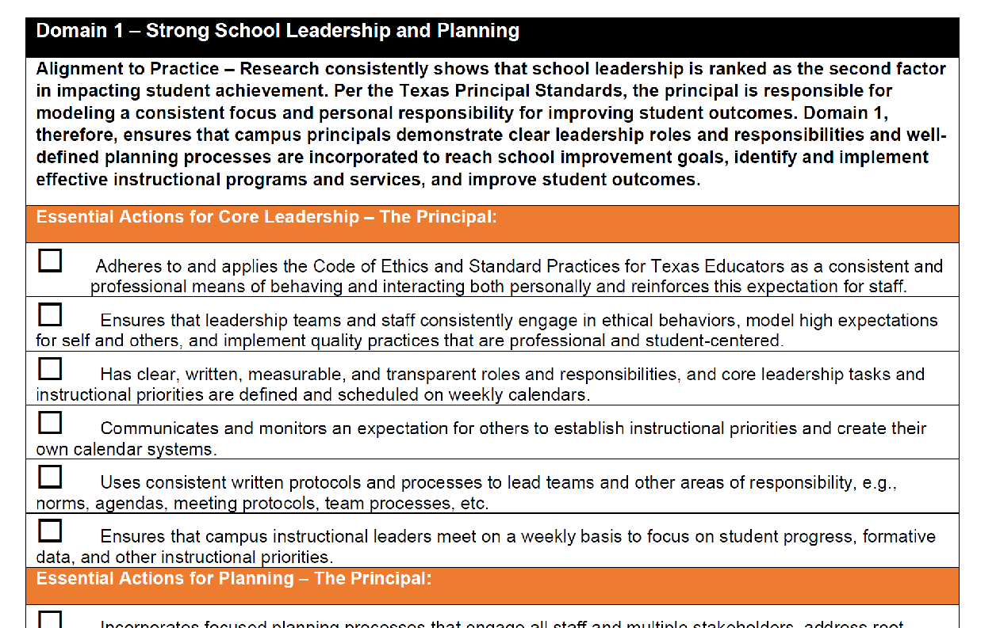 Domain 1 – Strong School Leadership and Planning
Alignment to Practice – Research consistently shows that school leadership is ranked as the second factor
in impacting student achievement. Per the Texas Principal Standards, the principal is responsible for
modeling a consistent focus and personal responsibility for improving student outcomes. Domain 1,
therefore, ensures that campus principals demonstrate clear leadership roles and responsibilities and well-
defined planning processes are incorporated to reach school improvement goals, identify and implement
effective instructional programs and services, and improve student outcomes.
Essential Actions for Core Leadership – The Principal:
☐ Adheres to and applies the Code of Ethics and Standard Practices for Texas Educators as a consistent and
professional means of behaving and interacting both personally and reinforces this expectation for staff.
☐ Ensures that leadership teams and staff consistently engage in ethical behaviors, model high expectations
for self and others, and implement quality practices that are professional and student-centered.
☐ Has clear, written, measurable, and transparent roles and responsibilities, and core leadership tasks and
instructional priorities are defined and scheduled on weekly calendars.
☐ Communicates and monitors an expectation for others to establish instructional priorities and create their
own calendar systems.
☐ Uses consistent written protocols and processes to lead teams and other areas of responsibility, e.g.,
norms, agendas, meeting protocols, team processes, etc.
☐ Ensures that campus instructional leaders meet on a weekly basis to focus on student progress, formative
data, and other instructional priorities.
Essential Actions for Planning – The Principal:
☐ Incorporates focused planning processes that engage all staff and multiple stakeholders, address root